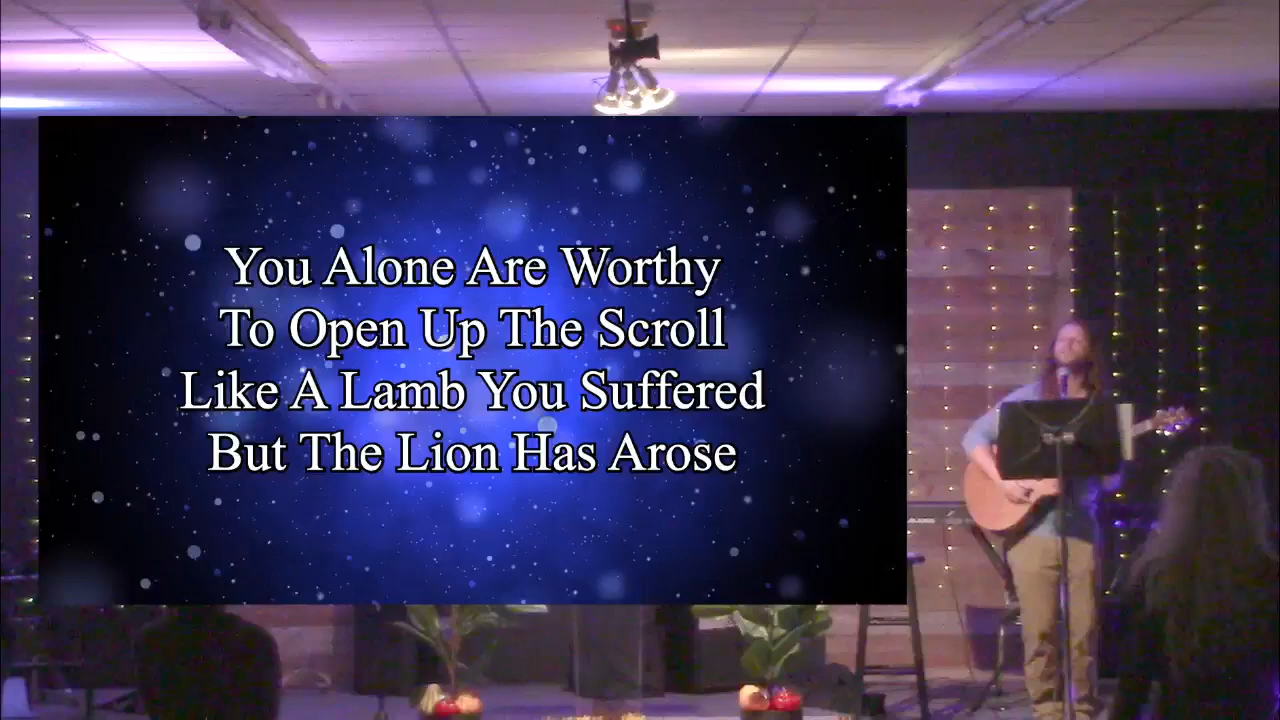 You Alone Are Worthy
To Open Up The Scroll
Like A Lamb You Suffered
But The Lion Has Arose